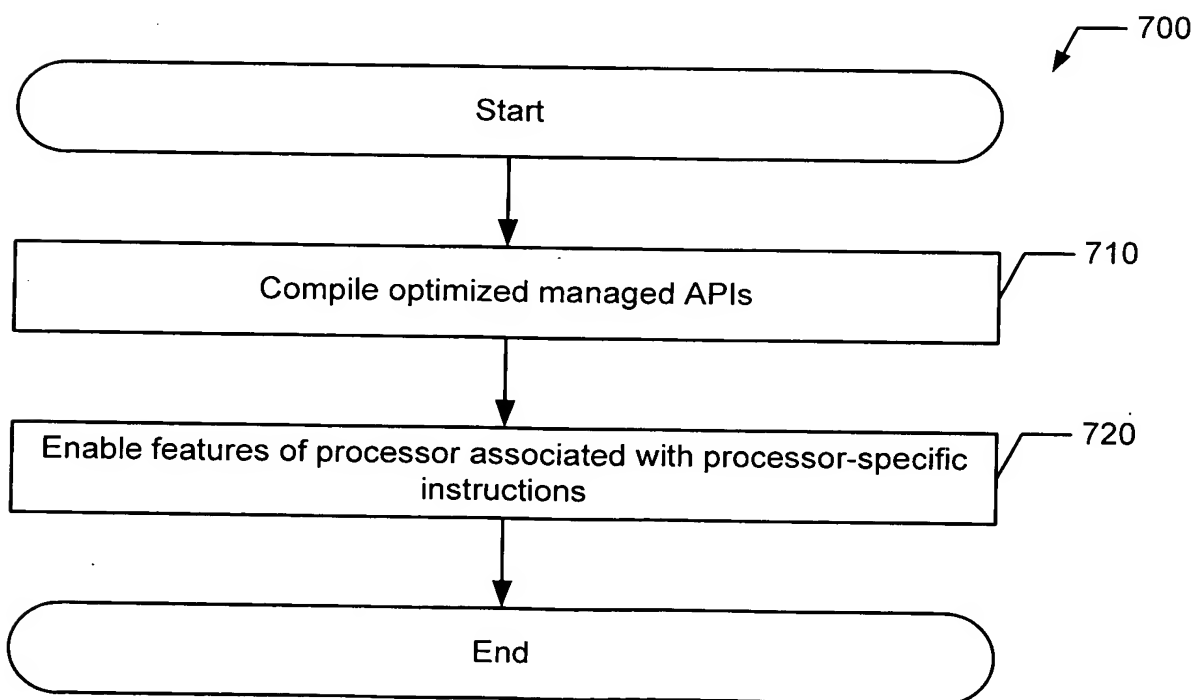 700
Start
Compile optimized managed APIs
710
Enable features of processor associated with processor-specific
instructions
720
End